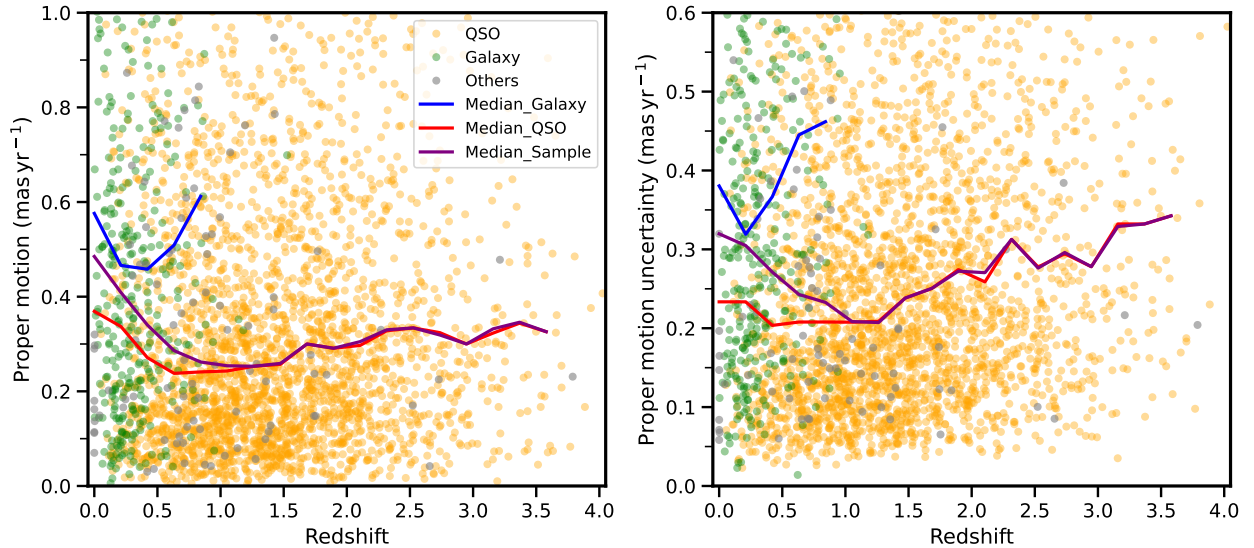 1.0
0.8
0.6
0.4
0.2
0.0
Proper motion (mas yr⁻¹)
QSO
Galaxy
Others
Median_Galaxy
Median_QSO
Median_Sample
0.0 0.5 1.0 1.5 2.0 2.5 3.0 3.5 4.0
Redshift
0.6
0.5
0.4
0.3
0.2
0.1
0.0
Proper motion uncertainty (mas yr⁻¹)
0.0 0.5 1.0 1.5 2.0 2.5 3.0 3.5 4.0
Redshift